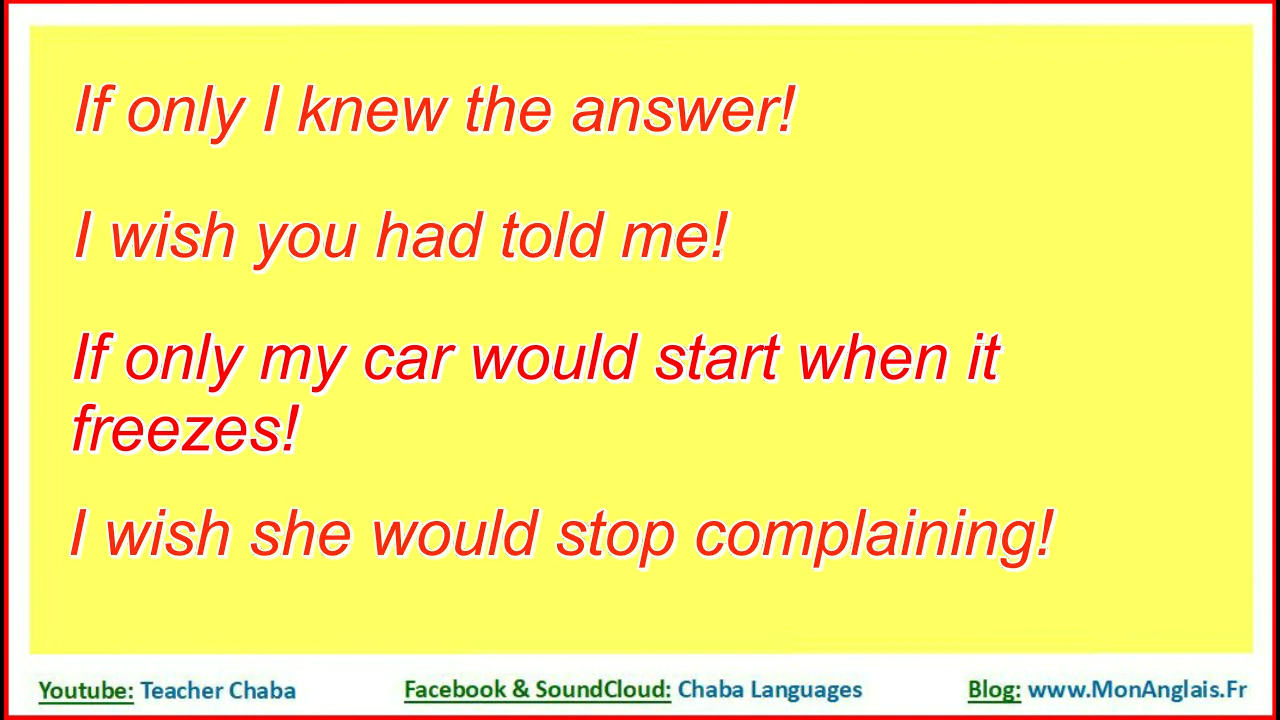 If only I knew the answer!
I wish you had told me!
If only my car would start when it
freezes!
I wish she would stop complaining!
Youtube: Teacher Chaba Facebook & SoundCloud: Chaba Languages Blog: www.MonAnglais.Fr